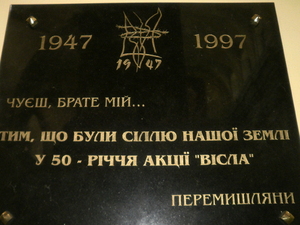 1947 1997
1947
ЧУЄШ, БРАТЕ МІЙ...
ТИМ, ЩО БУЛИ СІЛЛЮ НАШОЇ ЗЕМЛІ
У 50 - РІЧЧЯ АКЦІЇ "ВІСЛА"
ПЕРЕМИШЛЯНИ